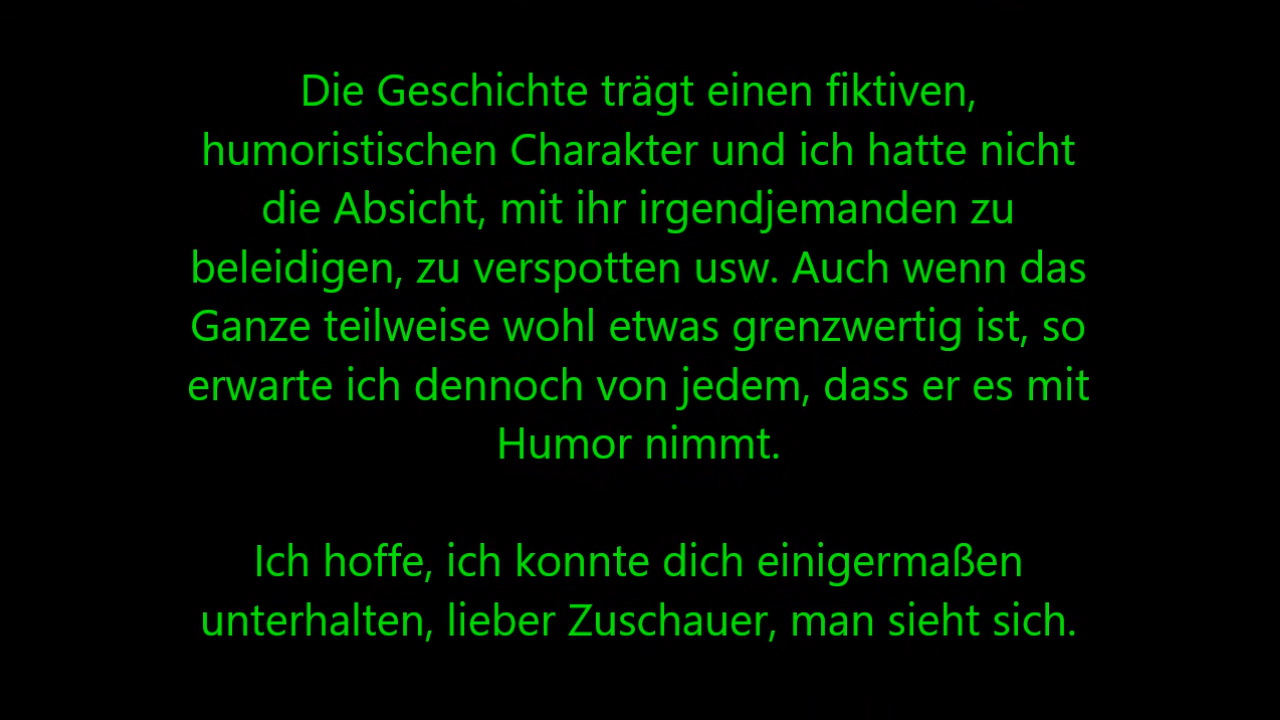 Die Geschichte trägt einen fiktiven,
humoristischen Charakter und ich hatte nicht
die Absicht, mit ihr irgendjemanden zu
beleidigen, zu verspotten usw. Auch wenn das
Ganze teilweise wohl etwas grenzwertig ist, so
erwarte ich dennoch von jedem, dass er es mit
Humor nimmt.
Ich hoffe, ich konnte dich einigermaßen
unterhalten, lieber Zuschauer, man sieht sich.